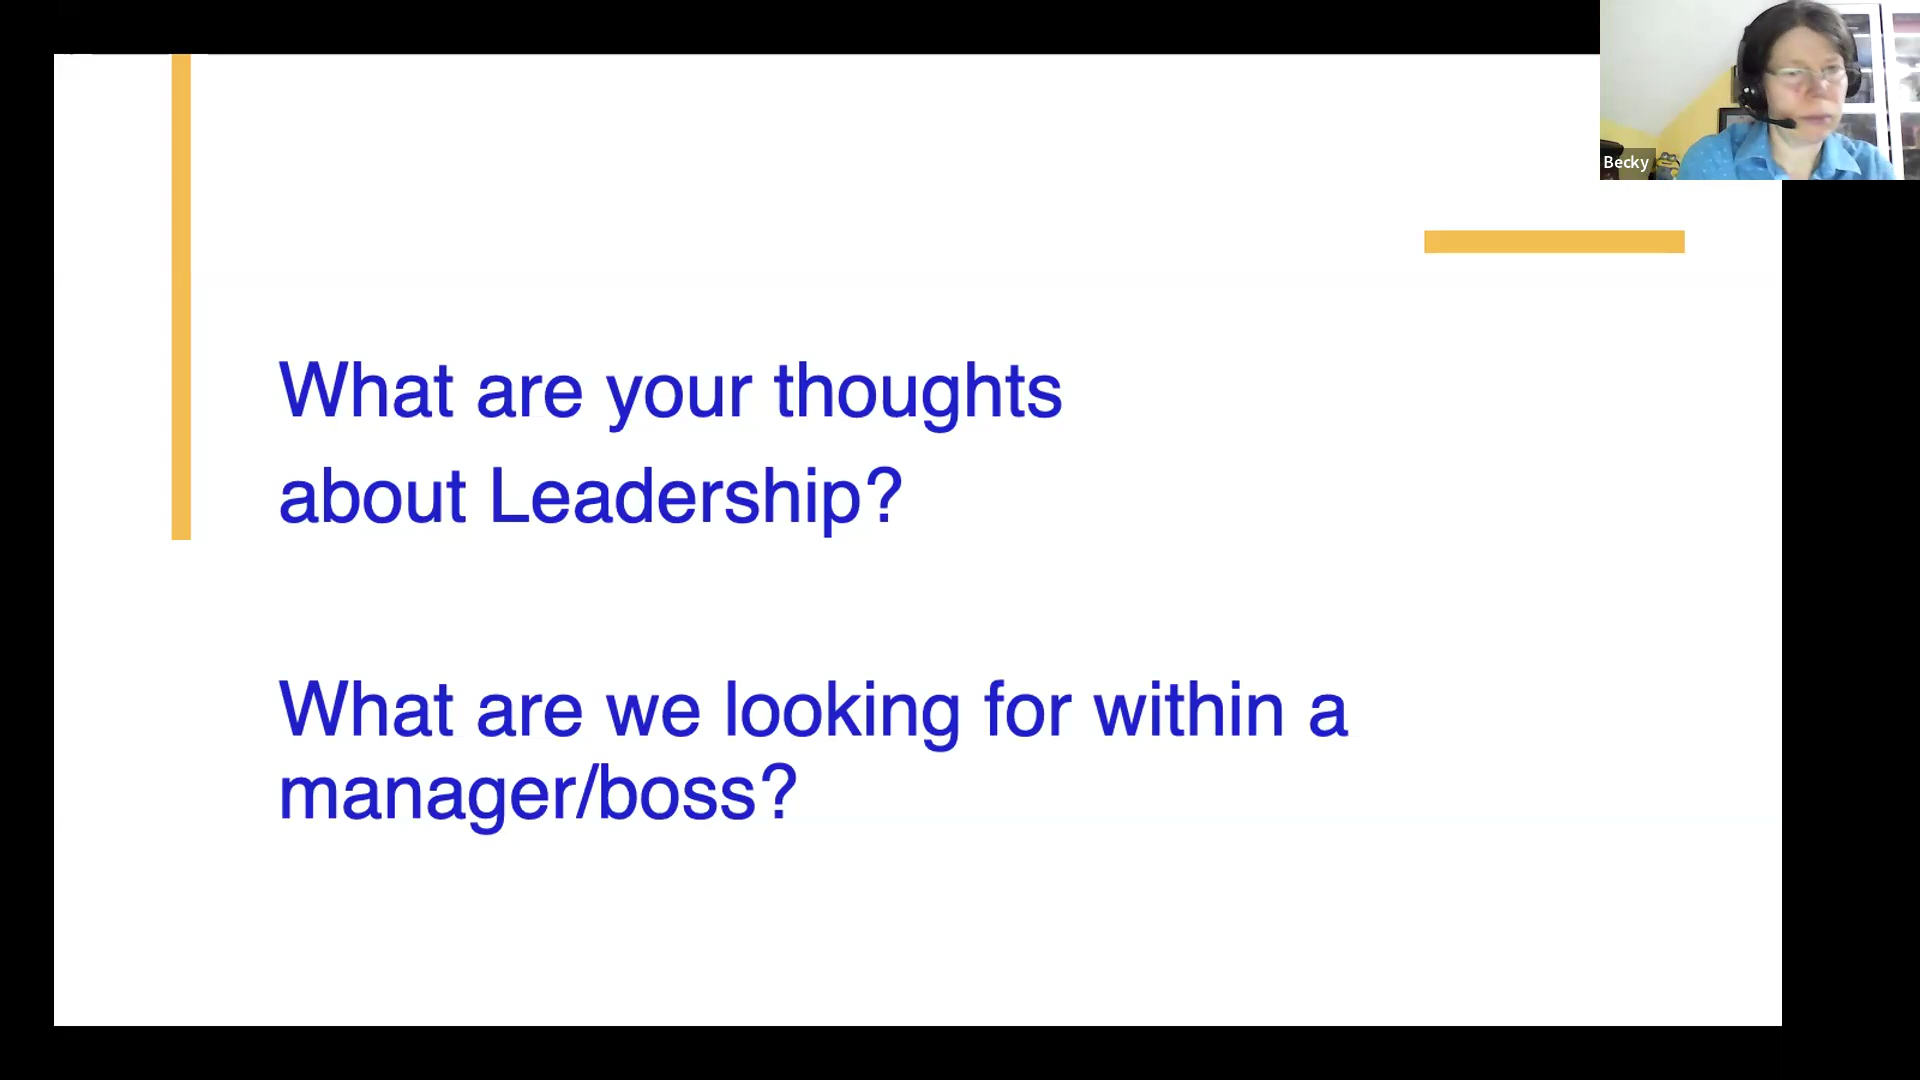 Becky
What are your thoughts
about Leadership?
What are we looking for within a
manager/boss?